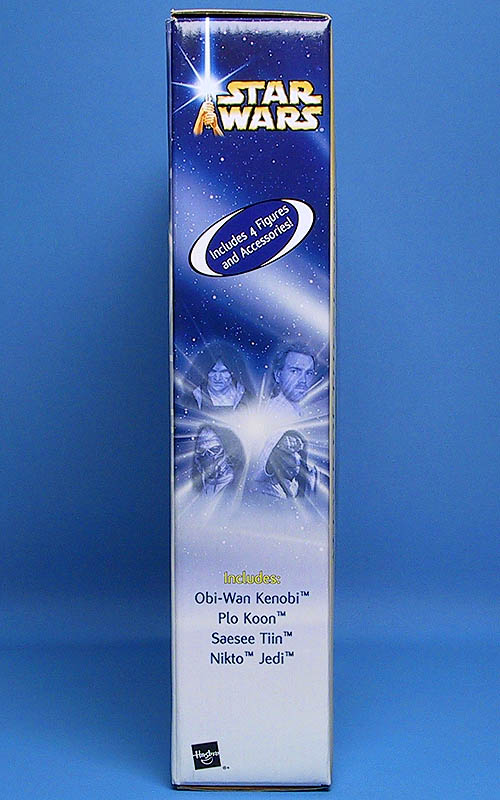 STAR
WARS®
Includes 4 Figures
and Accessories!
Includes:
Obi-Wan Kenobi™
Plo Koon™
Saesee Tiin™
Nikto™ Jedi™
Hasbro
®*